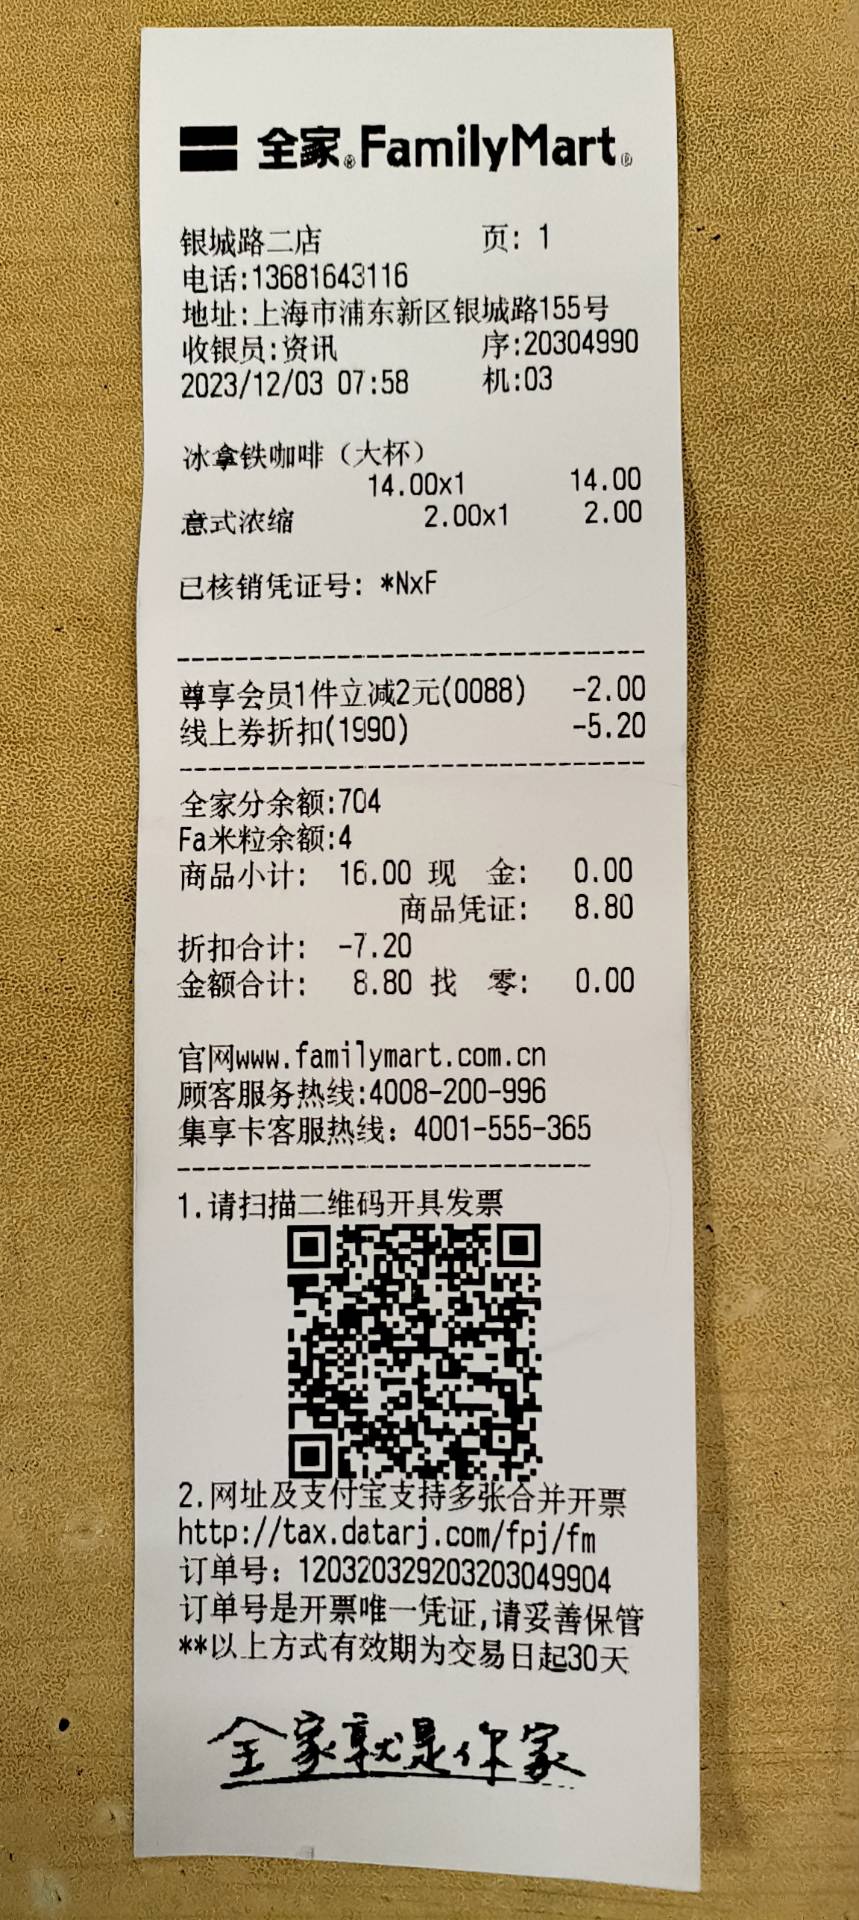 全家® FamilyMart®
银城路二店 页: 1
电话:13681643116
地址:上海市浦东新区银城路155号
收银员:资讯 序:20304990
2023/12/03 07:58 机:03
冰拿铁咖啡（大杯）
14.00x1 14.00
意式浓缩 2.00x1 2.00
已核销凭证号: *NxF
尊享会员1件立减2元(0088) -2.00
线上券折扣(1990) -5.20
全家分余额:704
Fa米粒余额:4
商品小计: 16.00 现 金: 0.00
商品凭证: 8.80
折扣合计: -7.20
金额合计: 8.80 找 零: 0.00
官网www.familymart.com.cn
顾客服务热线:4008-200-996
集享卡客服热线: 4001-555-365
1.请扫描二维码开具发票
2.网址及支付宝支持多张合并开票
http://tax.datarj.com/fpj/fm
订单号: 120320329203203049904
订单号是开票唯一凭证,请妥善保管
**以上方式有效期为交易日起30天
全家就是你家